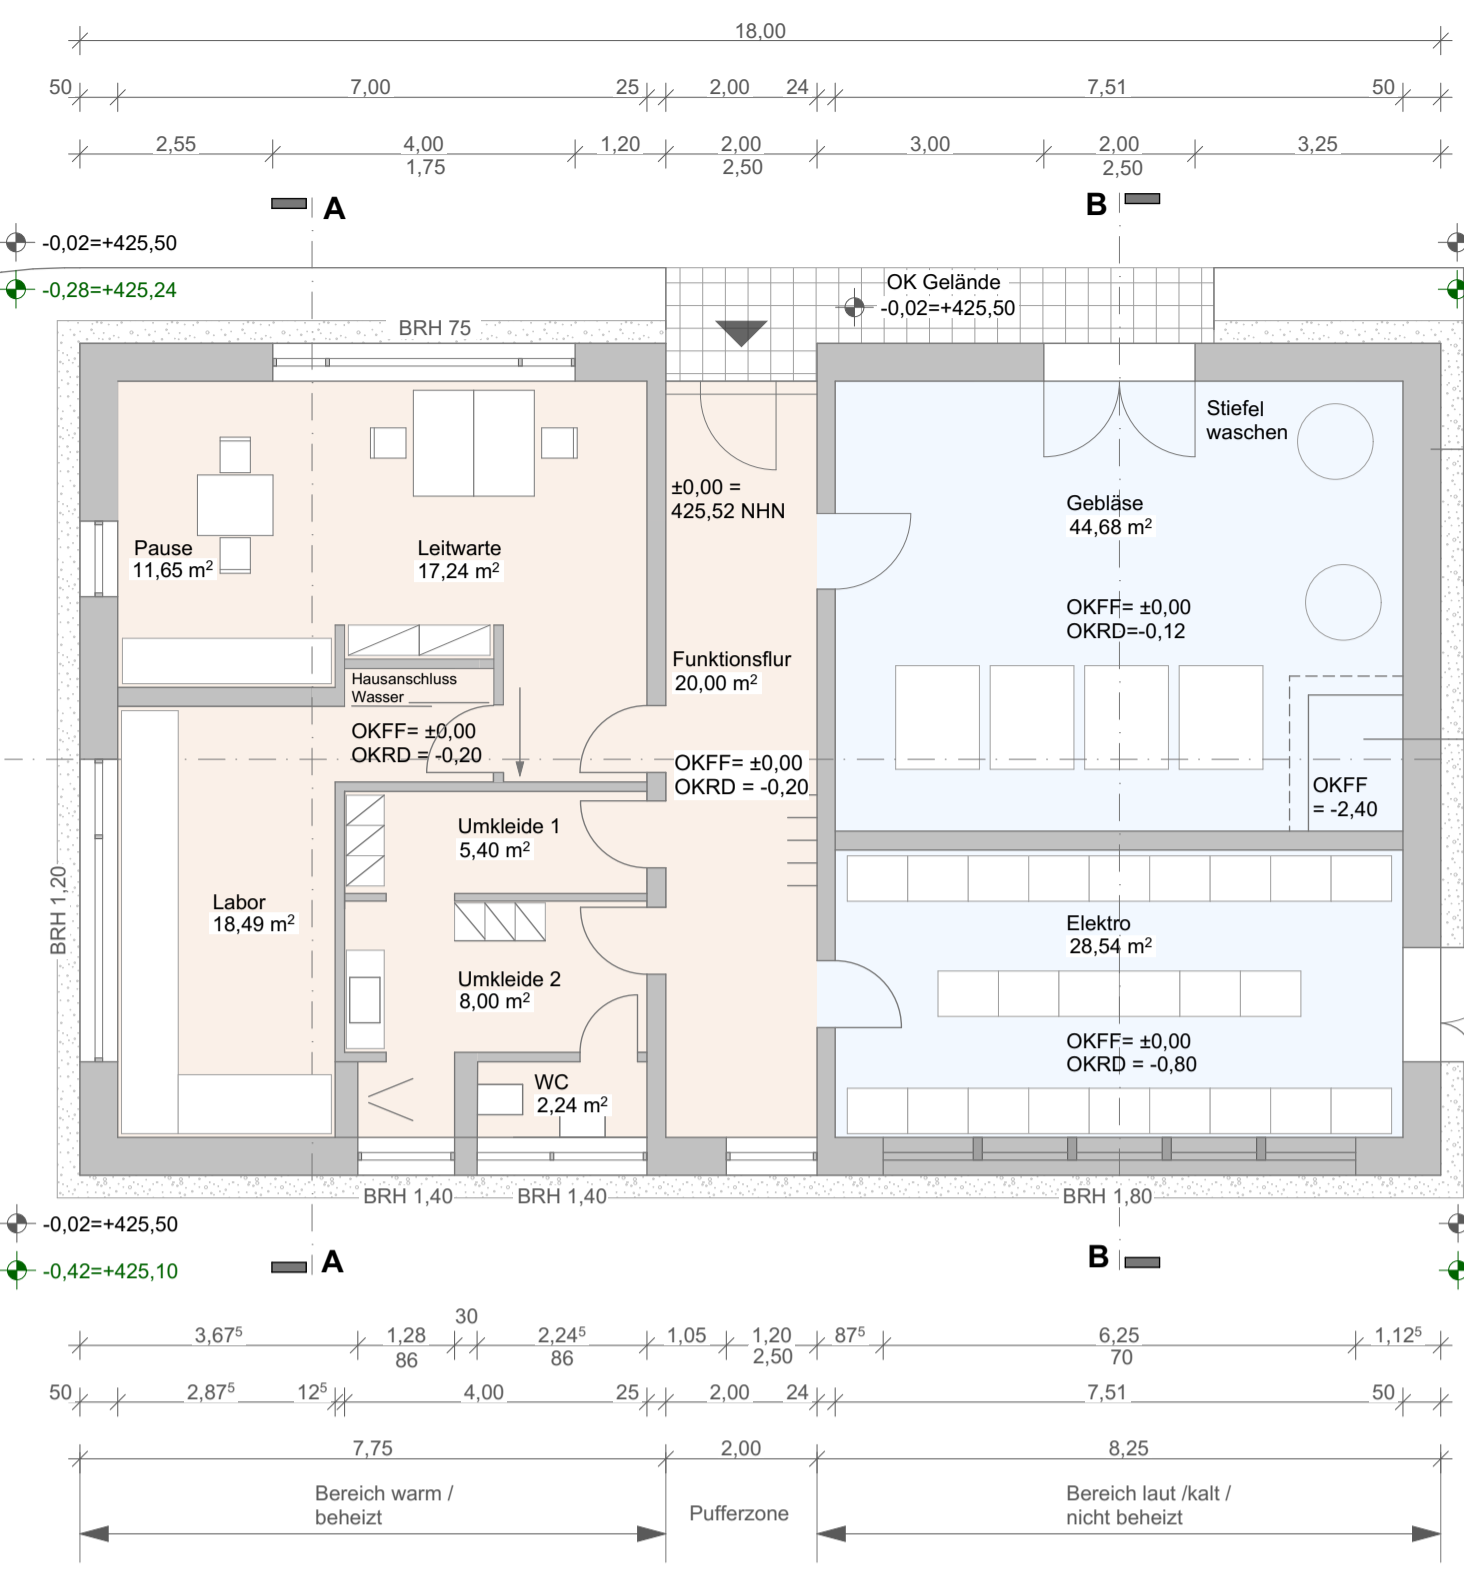 18,00
50 7,00 25 2,00 24 7,51 50
2,55 4,00 1,20 2,00 3,00 2,00 3,25
1,75 2,50 2,50
A B
-0,02=+425,50
-0,28=+425,24
OK Gelände
-0,02=+425,50
BRH 75
Stiefel
waschen
±0,00 =
425,52 NHN
Gebläse
44,68 m²
Pause
11,65 m²
Leitwarte
17,24 m²
OKFF= ±0,00
OKRD=-0,12
Funktionsflur
20,00 m²
Hausanschluss
Wasser
OKFF= ±0,00
OKRD = -0,20
OKFF= ±0,00
OKRD = -0,20
OKFF
= -2,40
Umkleide 1
5,40 m²
BRH 1,20
Labor
18,49 m²
Elektro
28,54 m²
Umkleide 2
8,00 m²
OKFF= ±0,00
OKRD = -0,80
WC
2,24 m²
BRH 1,40 BRH 1,40 BRH 1,80
-0,02=+425,50
-0,42=+425,10
A B
30
3,67⁵ 1,28 2,24⁵ 1,05 1,20 87⁵ 6,25 1,12⁵
86 86 2,50 70
50 2,87⁵ 12⁵ 4,00 25 2,00 24 7,51 50
7,75 2,00 8,25
Bereich warm /
beheizt
Pufferzone
Bereich laut /kalt /
nicht beheizt